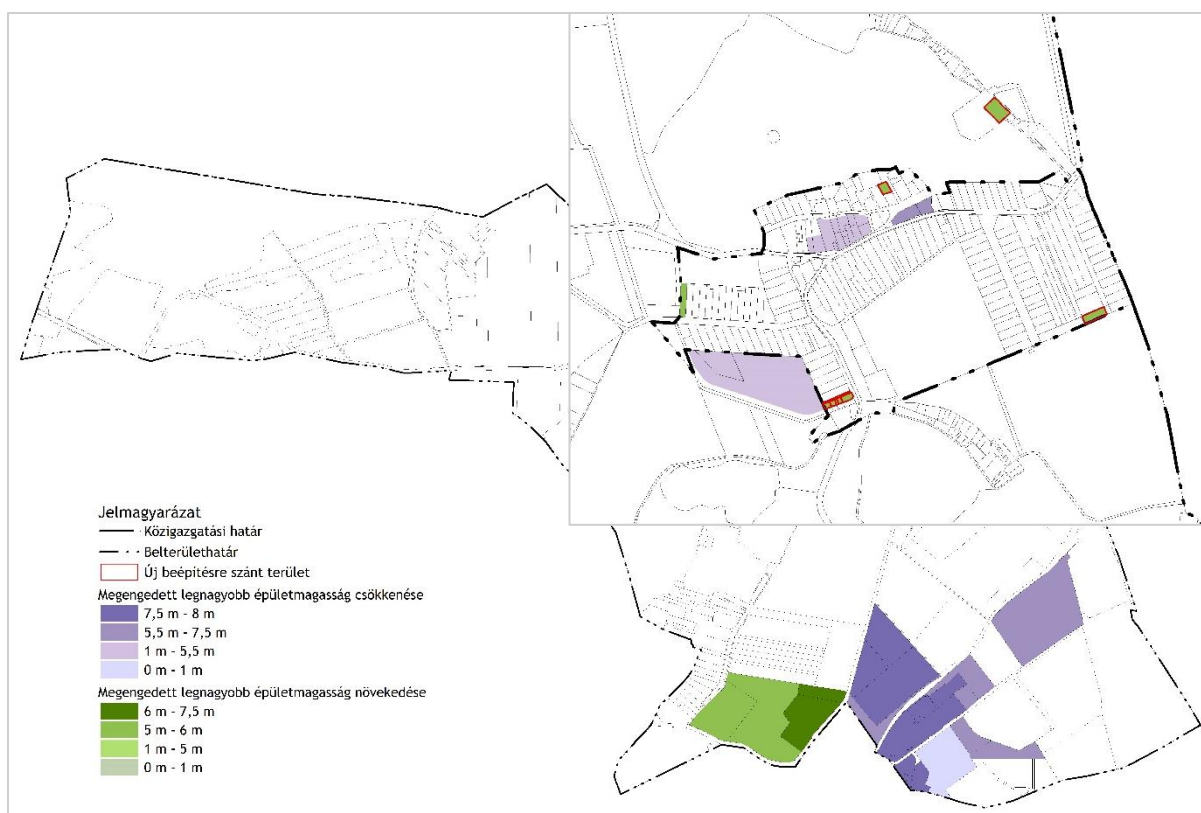 Jelmagyarázat
Közigazgatási határ
Belterülethatár
Új beépítésre szánt terület
Megengedett legnagyobb épületmagasság csökkenése
7,5 m - 8 m
5,5 m - 7,5 m
1 m - 5,5 m
0 m - 1 m
Megengedett legnagyobb épületmagasság növekedése
6 m - 7,5 m
5 m - 6 m
1 m - 5 m
0 m - 1 m